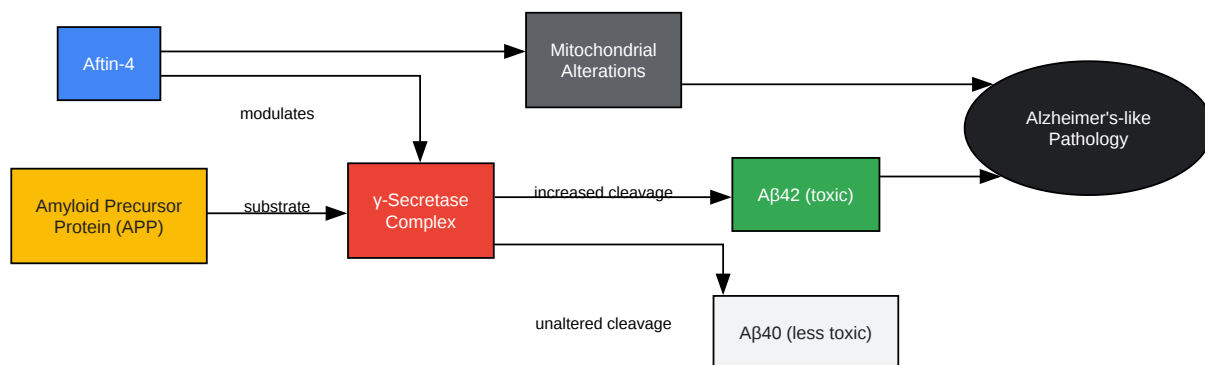 Aftin-4
Mitochondrial
Alterations
Alzheimer's-like
Pathology
modulates
Amyloid Precursor
Protein (APP)
substrate
γ-Secretase
Complex
increased cleavage
Aβ42 (toxic)
unaltered cleavage
Aβ40 (less toxic)